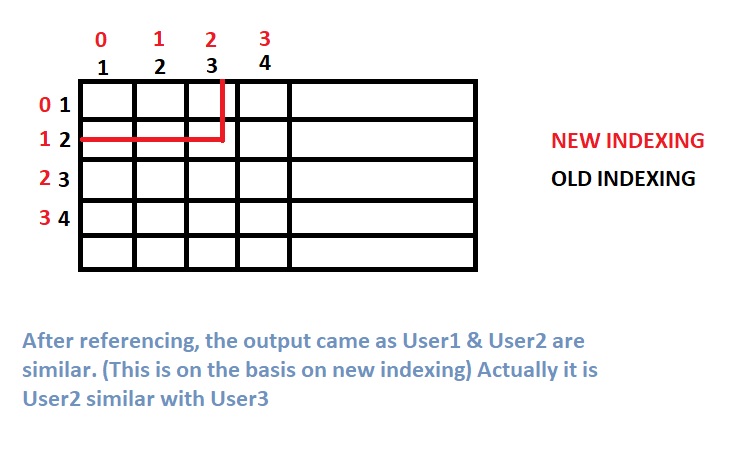 0 1 2 3
1 2 3 4
0 1
1 2
2 3
3 4
NEW INDEXING
OLD INDEXING
After referencing, the output came as User1 & User2 are
similar. (This is on the basis on new indexing) Actually it is
User2 similar with User3